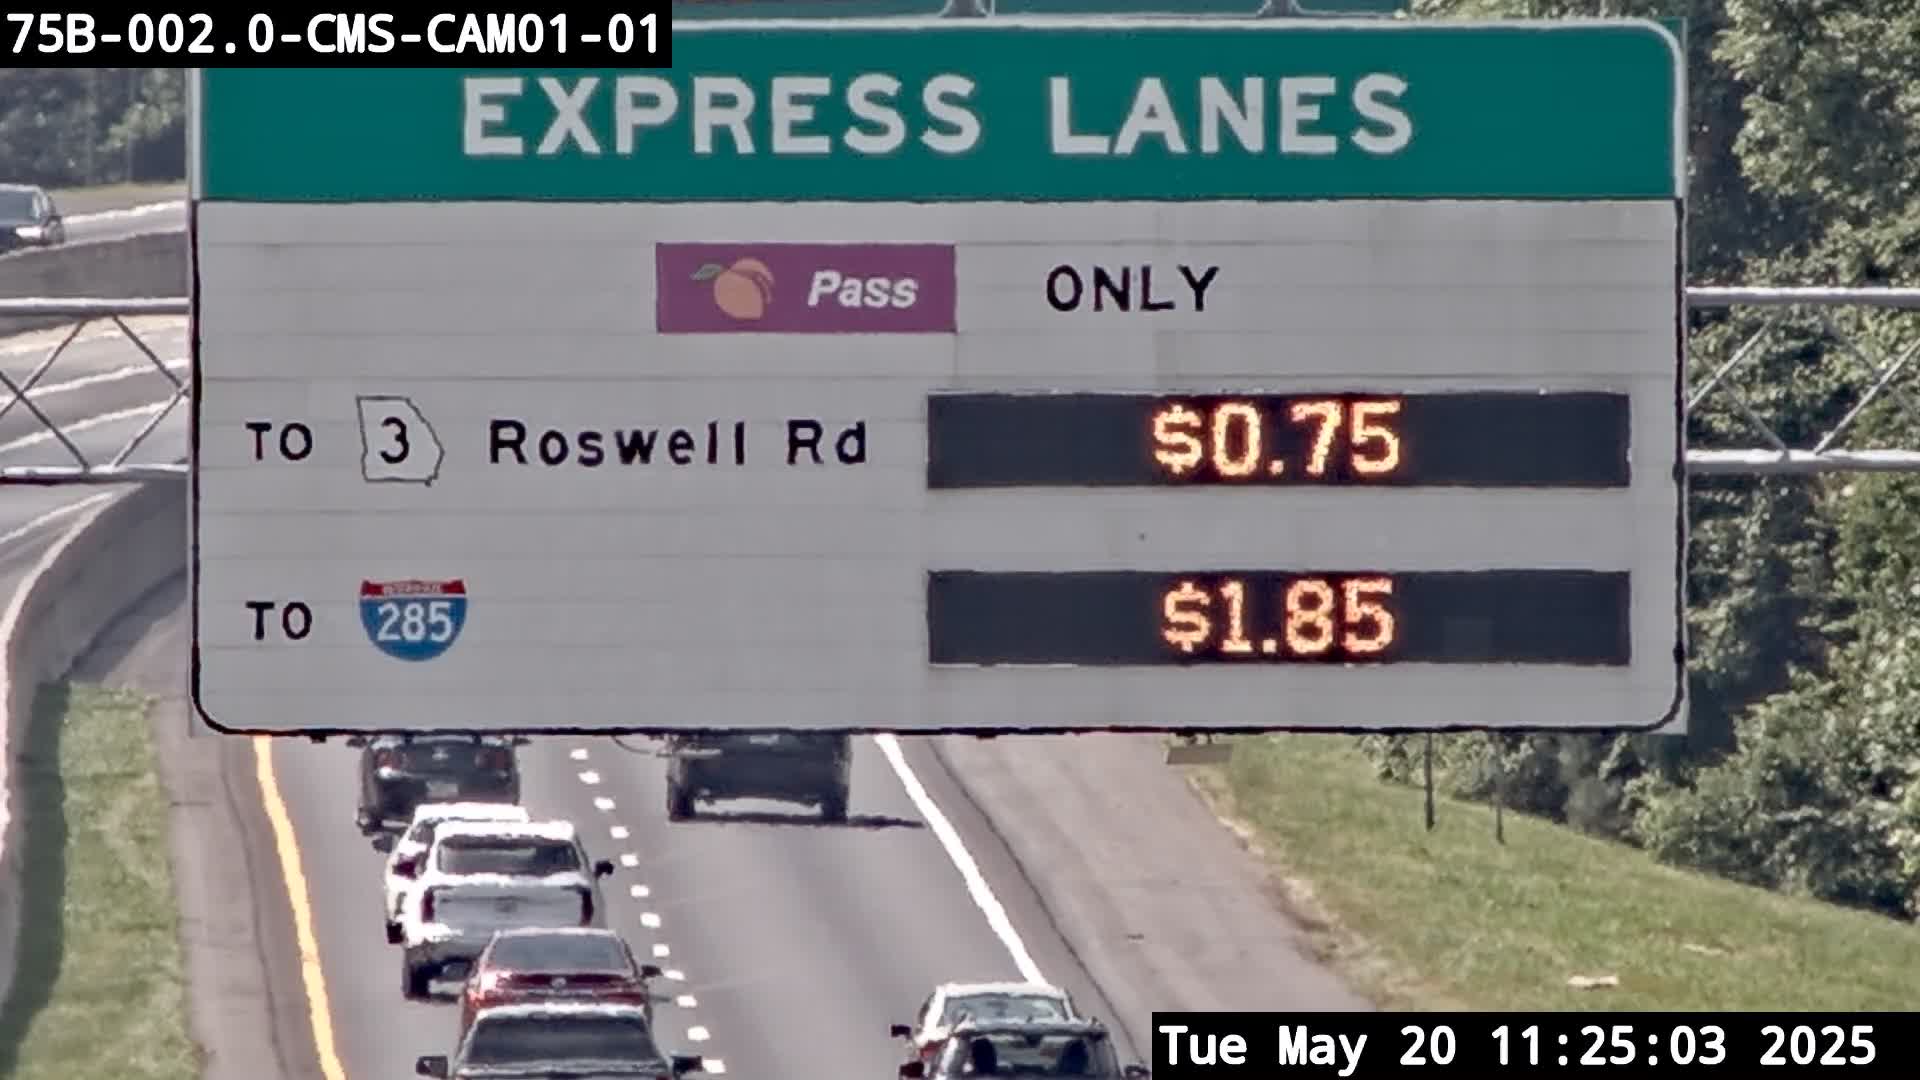 75B-002.0-CMS-CAM01-01
EXPRESS LANES
Pass ONLY
TO 3 Roswell Rd $0.75
TO INTERSTATE 285 $1.85
Tue May 20 11:25:03 2025